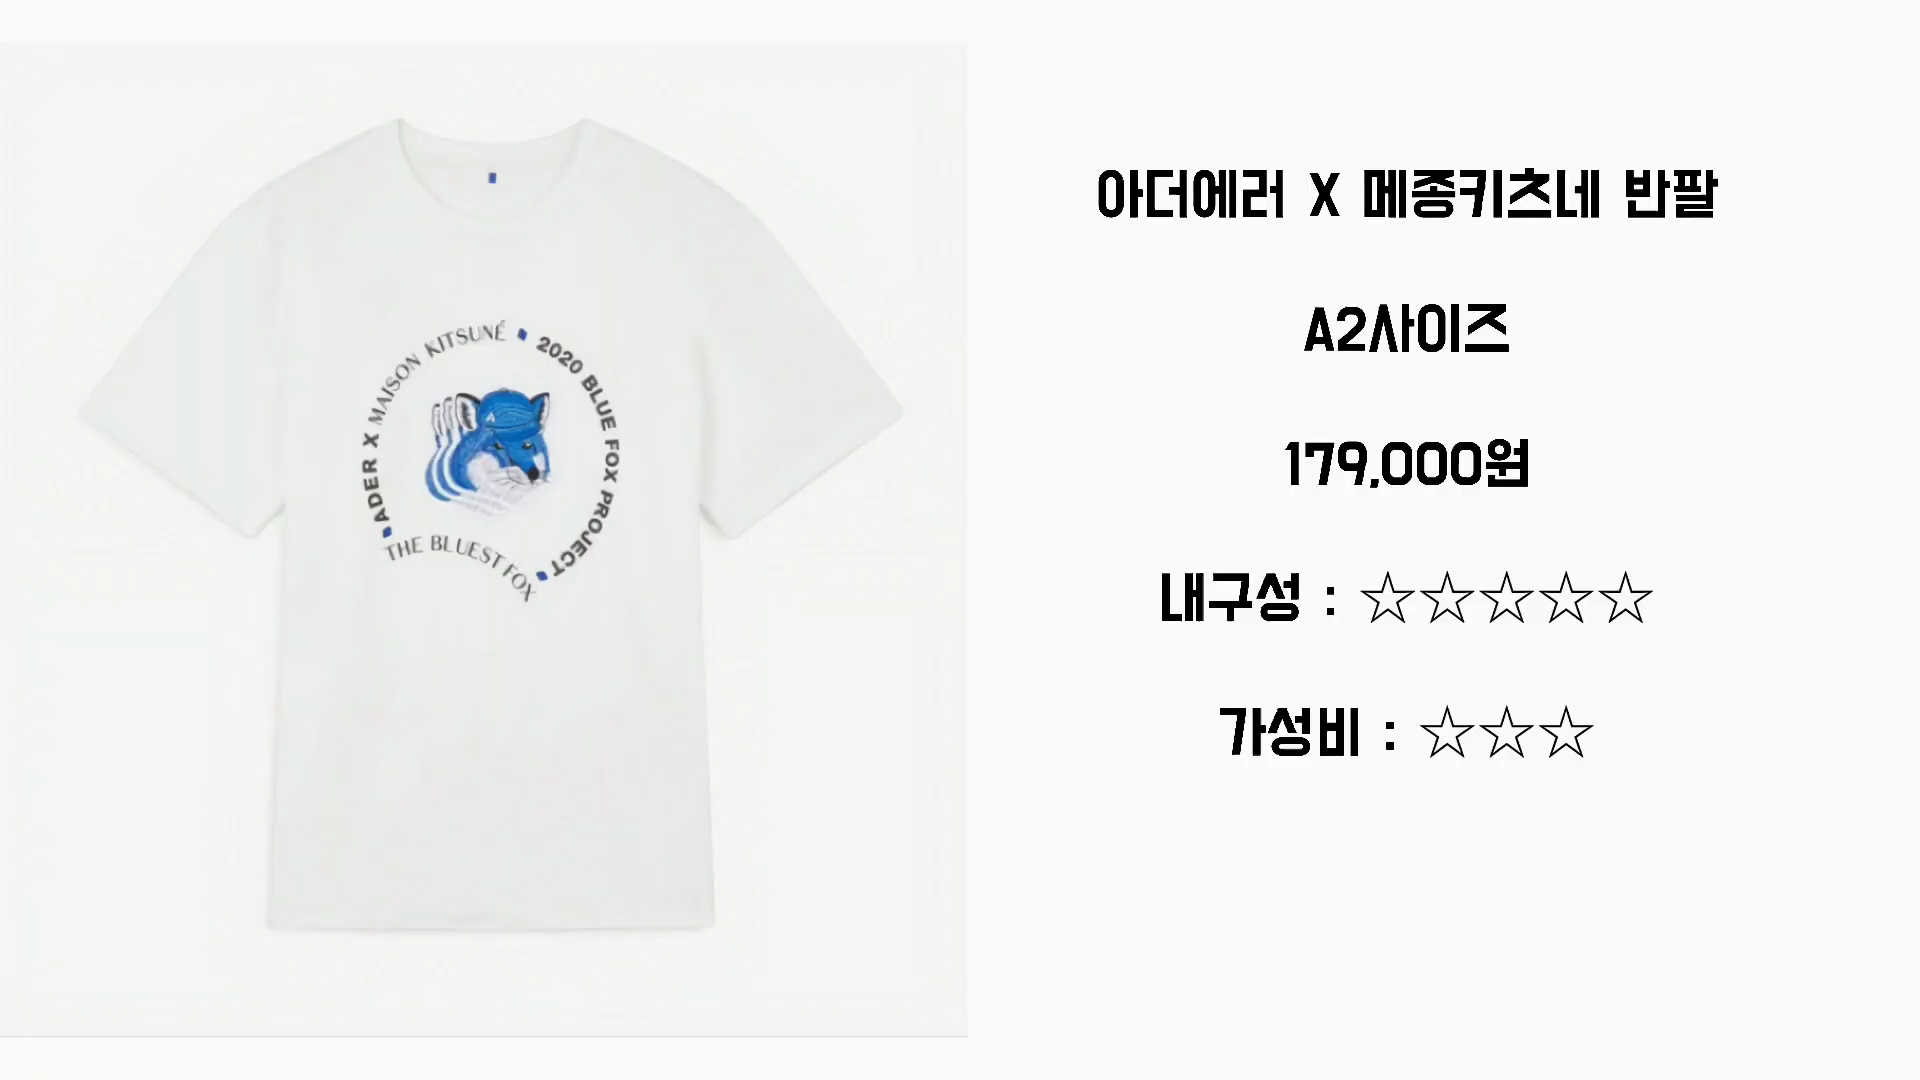 아더에러 X 메종키츠네 반팔
A2사이즈
179,000원
내구성 : ☆☆☆☆☆
가성비 : ☆☆☆
ADER X MAISON KITSUNÉ
2020 BLUE FOX PROJECT
THE BLUEST FOX